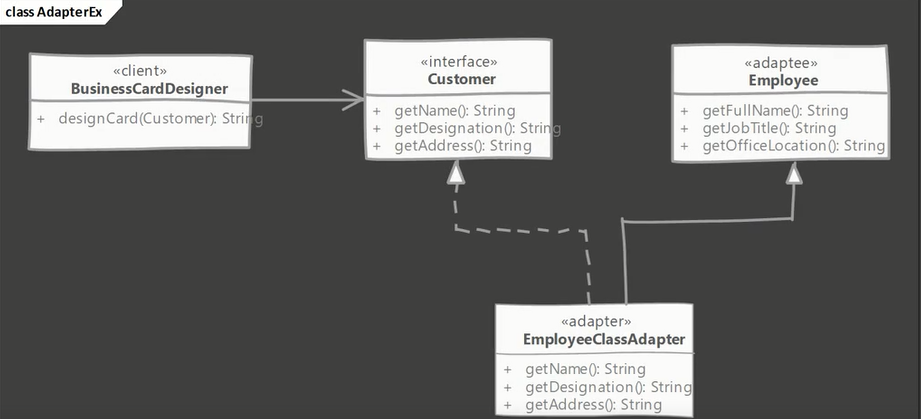 class AdapterEx
«client»
BusinessCardDesigner
+ designCard(Customer): String
«interface»
Customer
+ getName(): String
+ getDesignation(): String
+ getAddress(): String
«adaptee»
Employee
+ getFullName(): String
+ getJobTitle(): String
+ getOfficeLocation(): String
«adapter»
EmployeeClassAdapter
+ getName(): String
+ getDesignation(): String
+ getAddress(): String